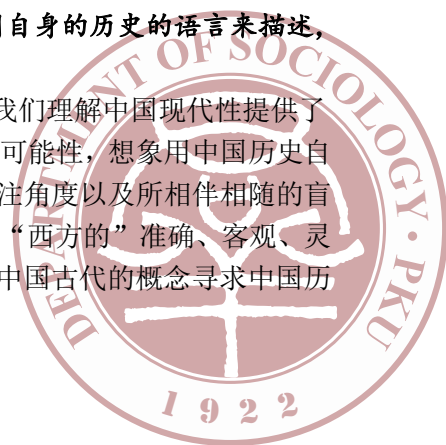 自身的历史的语言来描述，
我们理解中国现代性提供了
可能性，想象用中国历史自
注角度以及所相伴相随的盲
“西方的”准确、客观、灵
中国古代的概念寻求中国历
DEPARTMENT OF SOCIOLOGY · PKU
1922